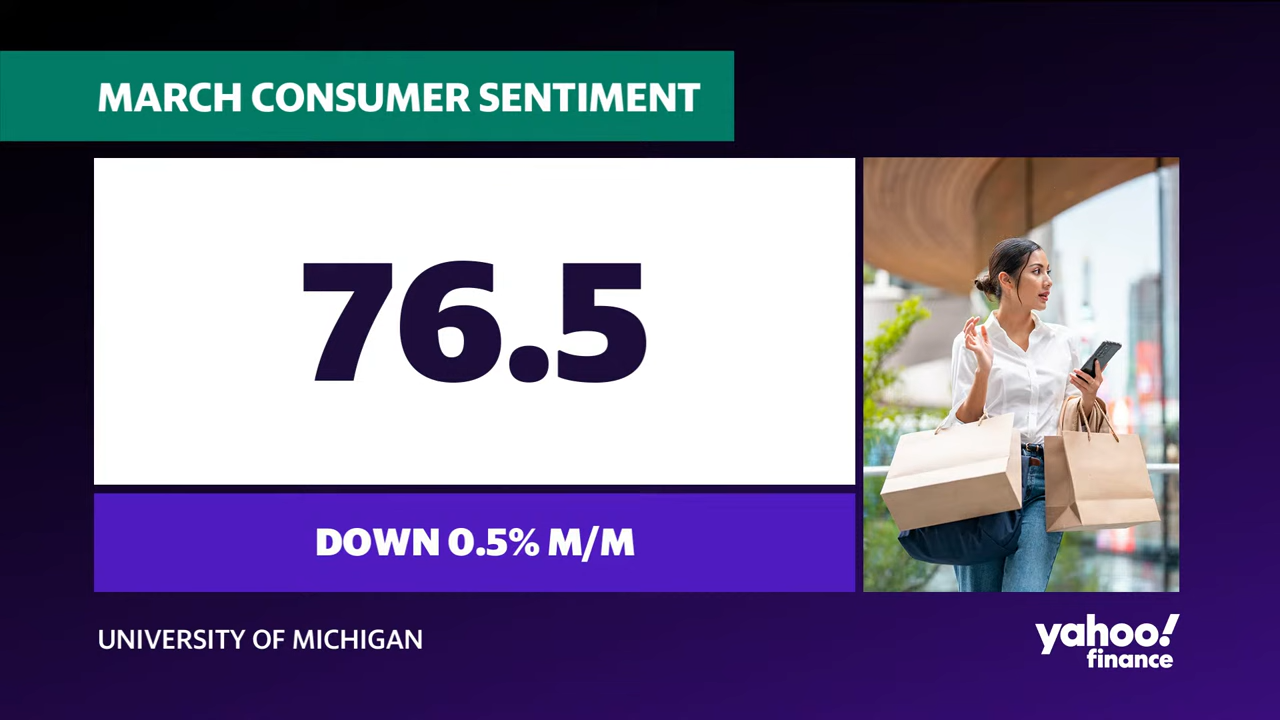 MARCH CONSUMER SENTIMENT
76.5
DOWN 0.5% M/M
UNIVERSITY OF MICHIGAN
yahoo!
finance